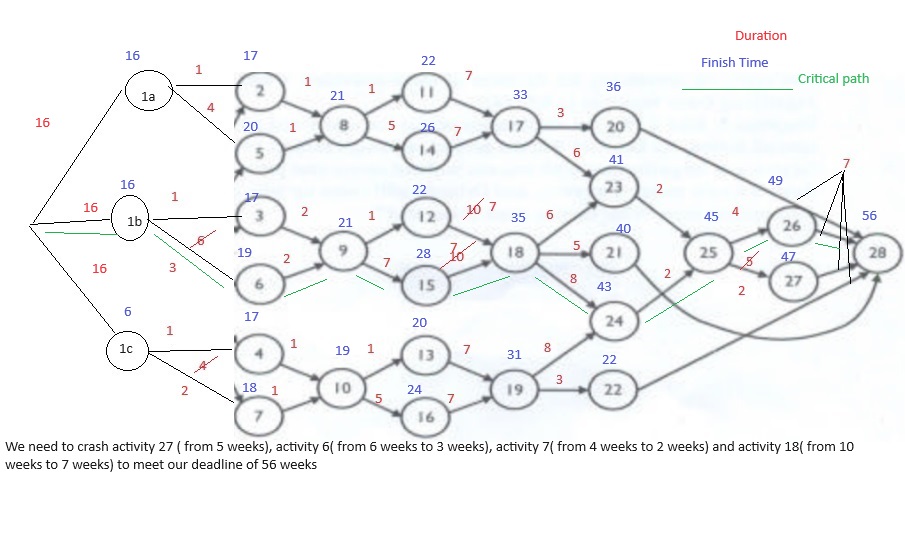 Duration
Finish Time
Critical path
16 17 22
1 1 1 7 36
1a 2 11
4 21 33
16 8 17 3 20
20 1 5 26 7 6 41
5 14 23 7
16 17 22 2 49
16 1b 1 3 2 1 12 10 7 35 6 45 4 26 56
6 21 18 5 40
19 9 28 7 10 21 25 5 47 28
16 3 6 2 7 15 8 43 2 2 27
6 17 20 24
1 4 1 19 1 13 7 31 8 22
1c 4
2 18 1 10 24 19 3 22
7 5 16 7
We need to crash activity 27 ( from 5 weeks), activity 6( from 6 weeks to 3 weeks), activity 7( from 4 weeks to 2 weeks) and activity 18( from 10
weeks to 7 weeks) to meet our deadline of 56 weeks